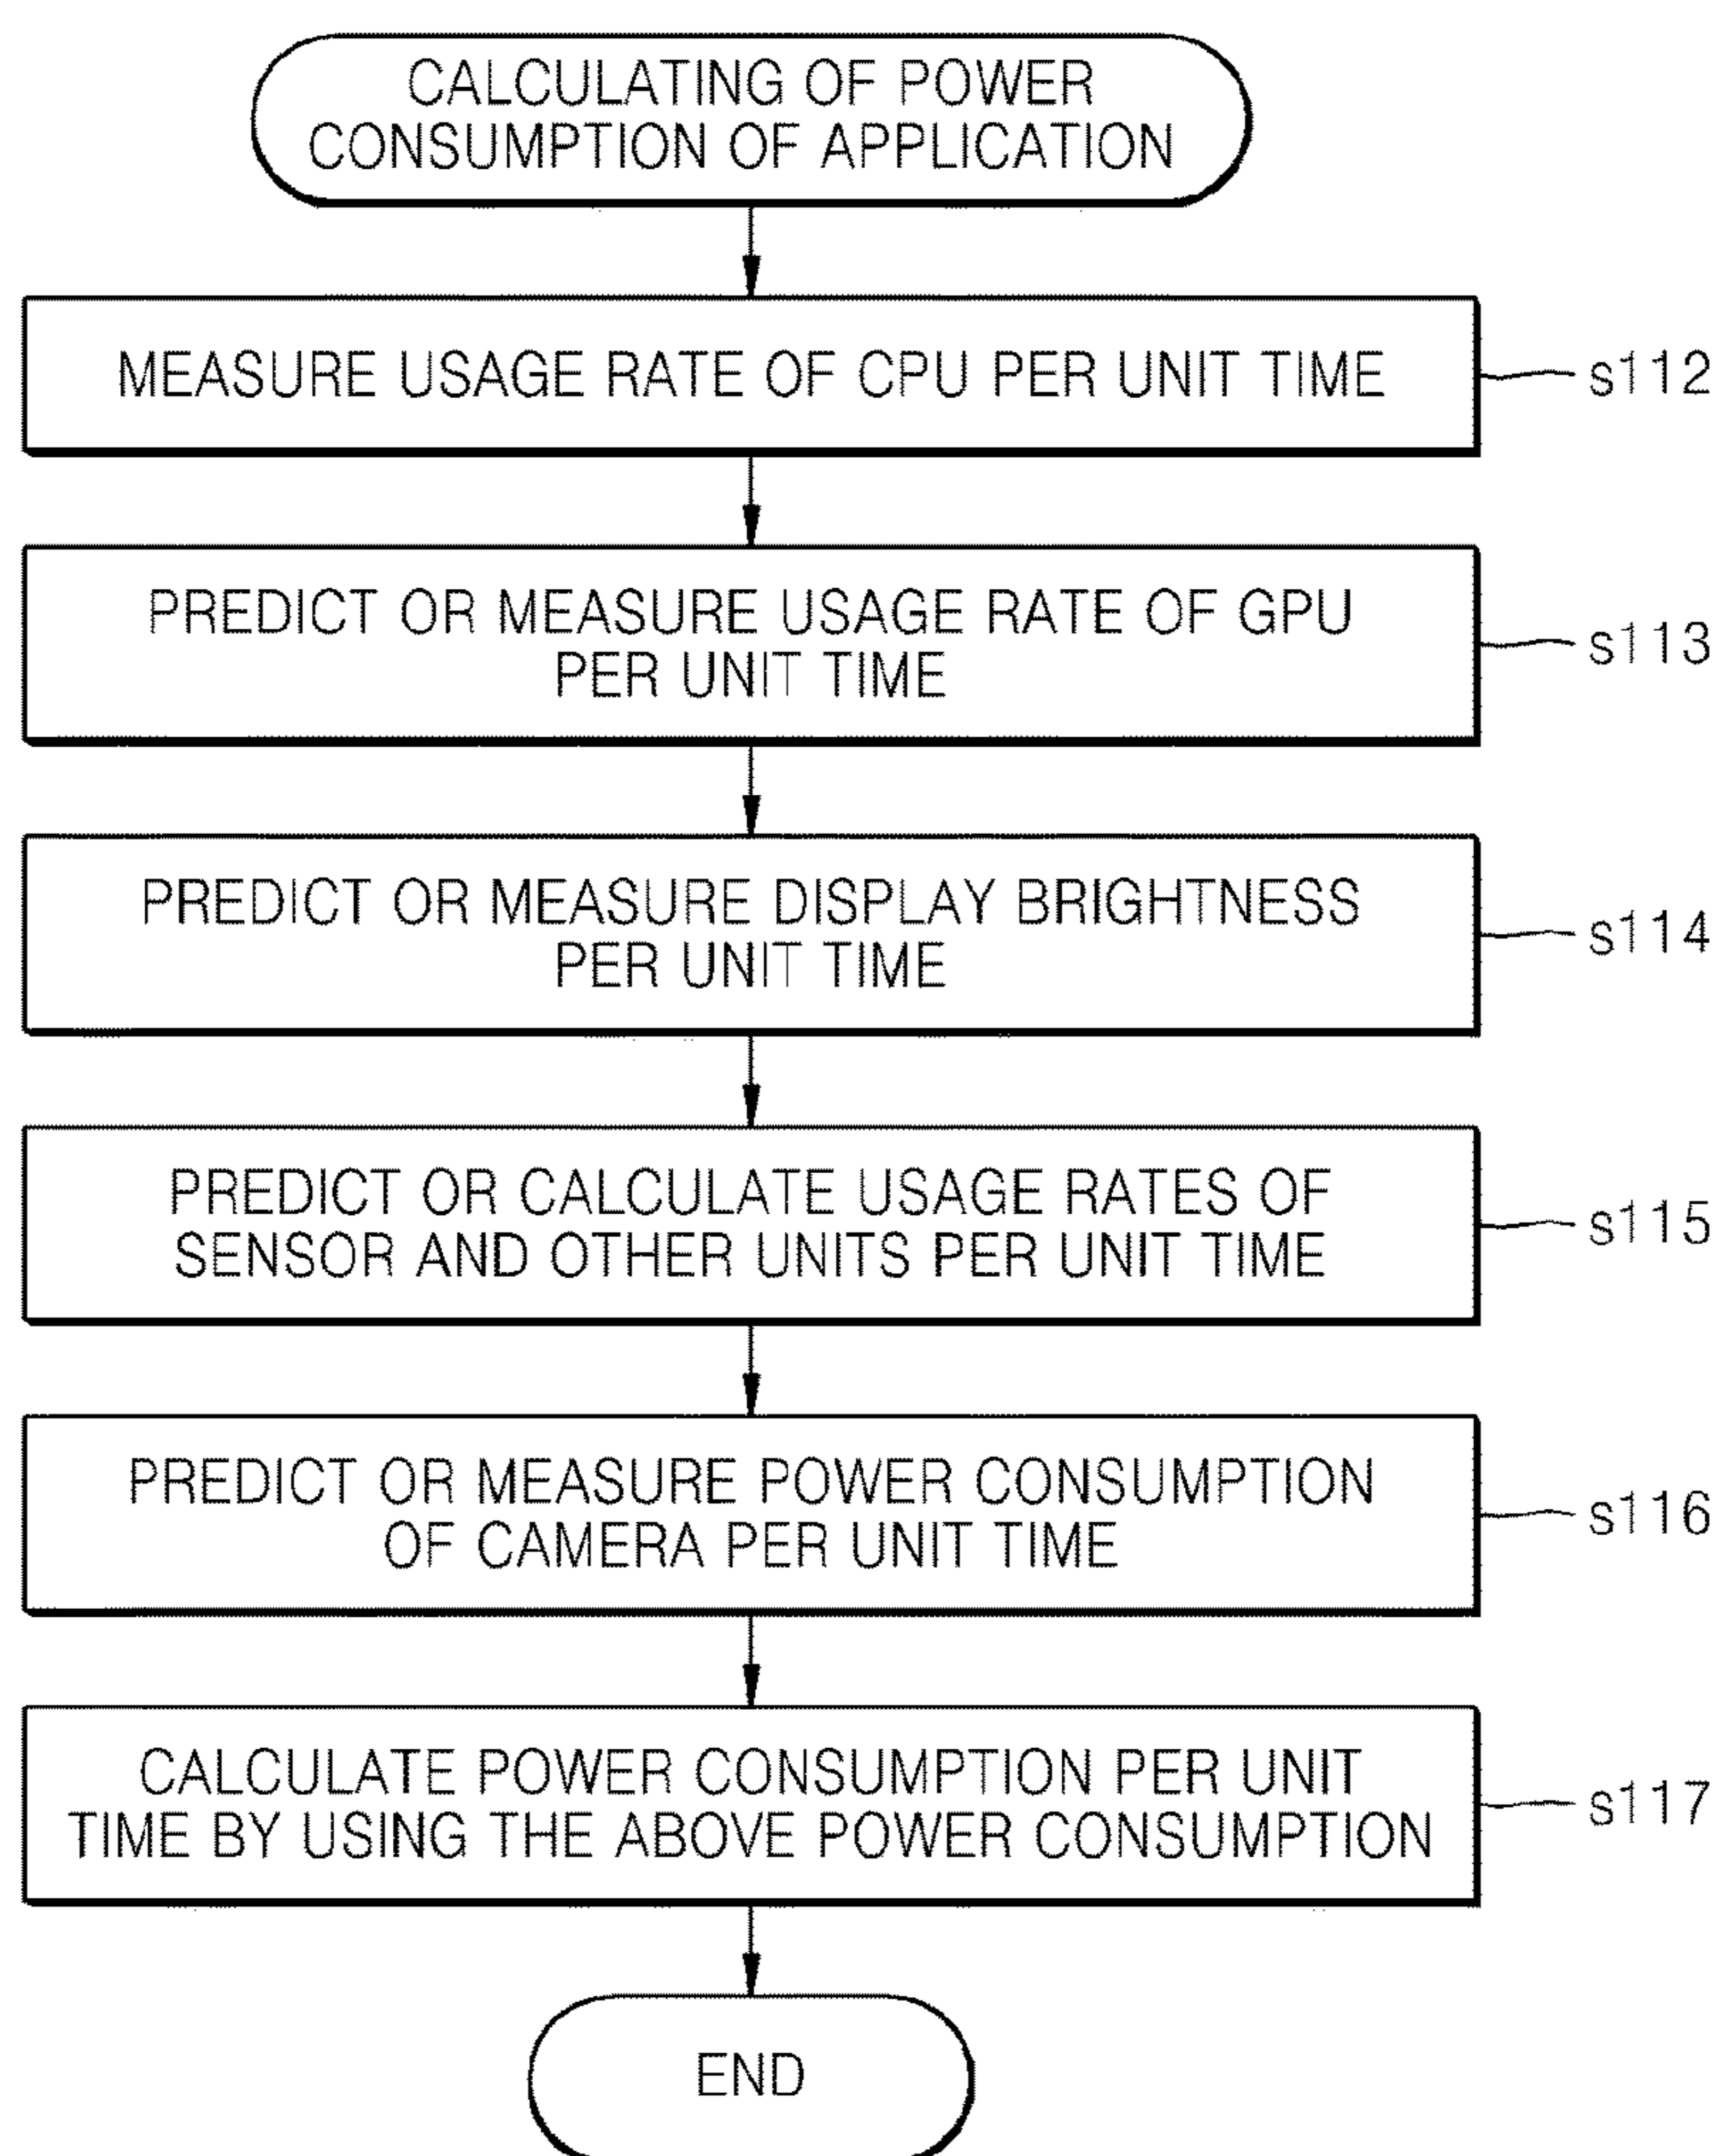 CALCULATING OF POWER
CONSUMPTION OF APPLICATION
MEASURE USAGE RATE OF CPU PER UNIT TIME
s112
PREDICT OR MEASURE USAGE RATE OF GPU
PER UNIT TIME
s113
PREDICT OR MEASURE DISPLAY BRIGHTNESS
PER UNIT TIME
s114
PREDICT OR CALCULATE USAGE RATES OF
SENSOR AND OTHER UNITS PER UNIT TIME
s115
PREDICT OR MEASURE POWER CONSUMPTION
OF CAMERA PER UNIT TIME
s116
CALCULATE POWER CONSUMPTION PER UNIT
TIME BY USING THE ABOVE POWER CONSUMPTION
s117
END